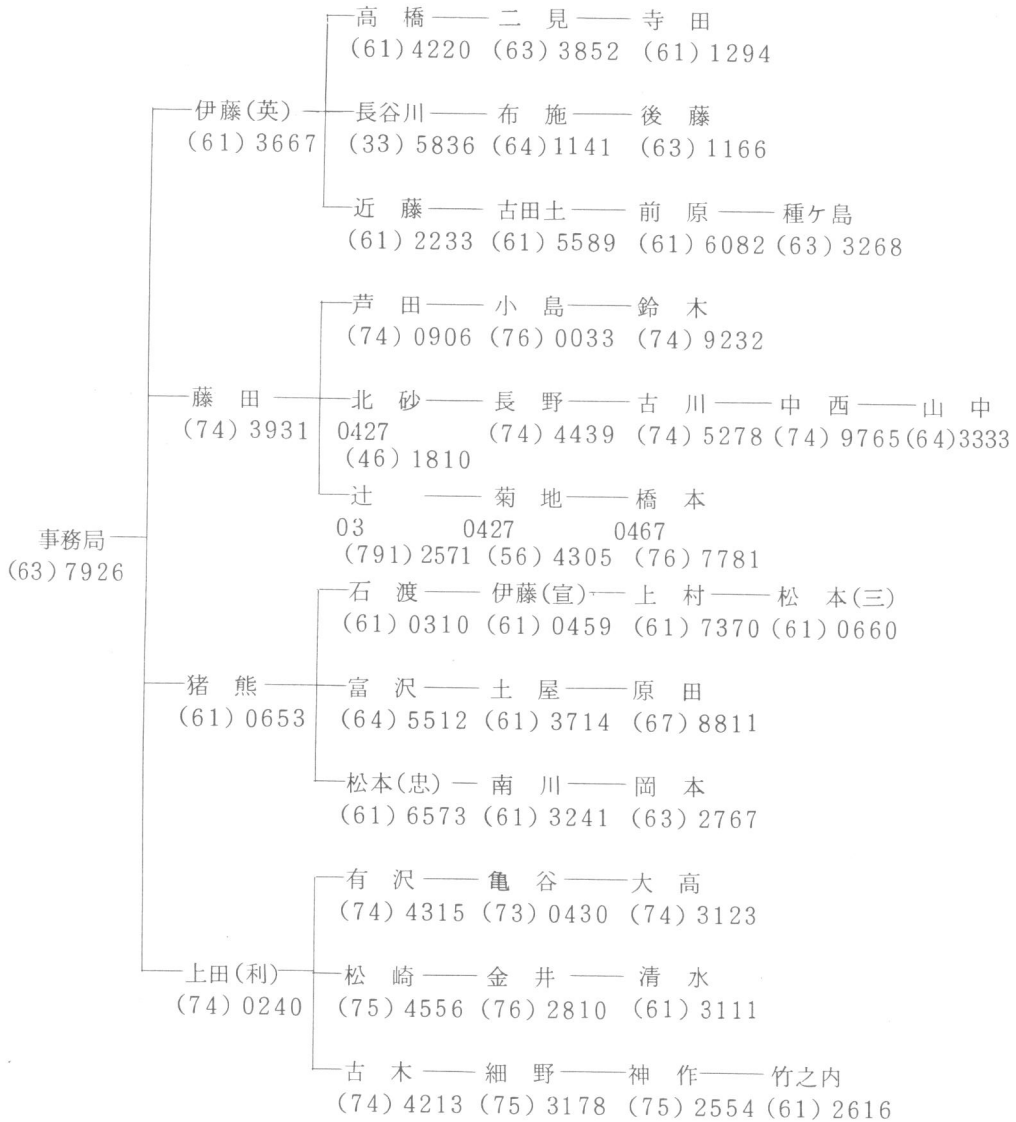 高橋 二見 寺田
(61)4220 (63)3852 (61)1294
伊藤(英) 長谷川 布施 後藤
(61)3667 (33)5836 (64)1141 (63)1166
近藤 古田土 前原 種ケ島
(61)2233 (61)5589 (61)6082 (63)3268
芦田 小島 鈴木
(74)0906 (76)0033 (74)9232
藤田 北砂 長野 古川 中西 山中
(74)3931 0427 (74)4439 (74)5278 (74)9765 (64)3333
(46)1810
辻 菊地 橋本
03 0427 0467
(791)2571 (56)4305 (76)7781
事務局
(63)7926
石渡 伊藤(宣) 上村 松本(三)
(61)0310 (61)0459 (61)7370 (61)0660
猪熊 富沢 土屋 原田
(61)0653 (64)5512 (61)3714 (67)8811
松本(忠) 南川 岡本
(61)6573 (61)3241 (63)2767
有沢 亀谷 大高
(74)4315 (73)0430 (74)3123
上田(利) 松崎 金井 清水
(74)0240 (75)4556 (76)2810 (61)3111
古木 細野 神作 竹之内
(74)4213 (75)3178 (75)2554 (61)2616